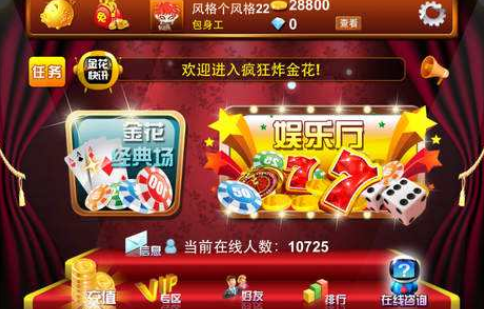 风格个风格22 28800
包身工 0 查看
任务 金花快讯 欢迎进入疯狂炸金花!
金花
经典场
娱乐厅
777
100
50
信息 当前在线人数: 10725
充值 VIP专区 好友 排行 在线咨询